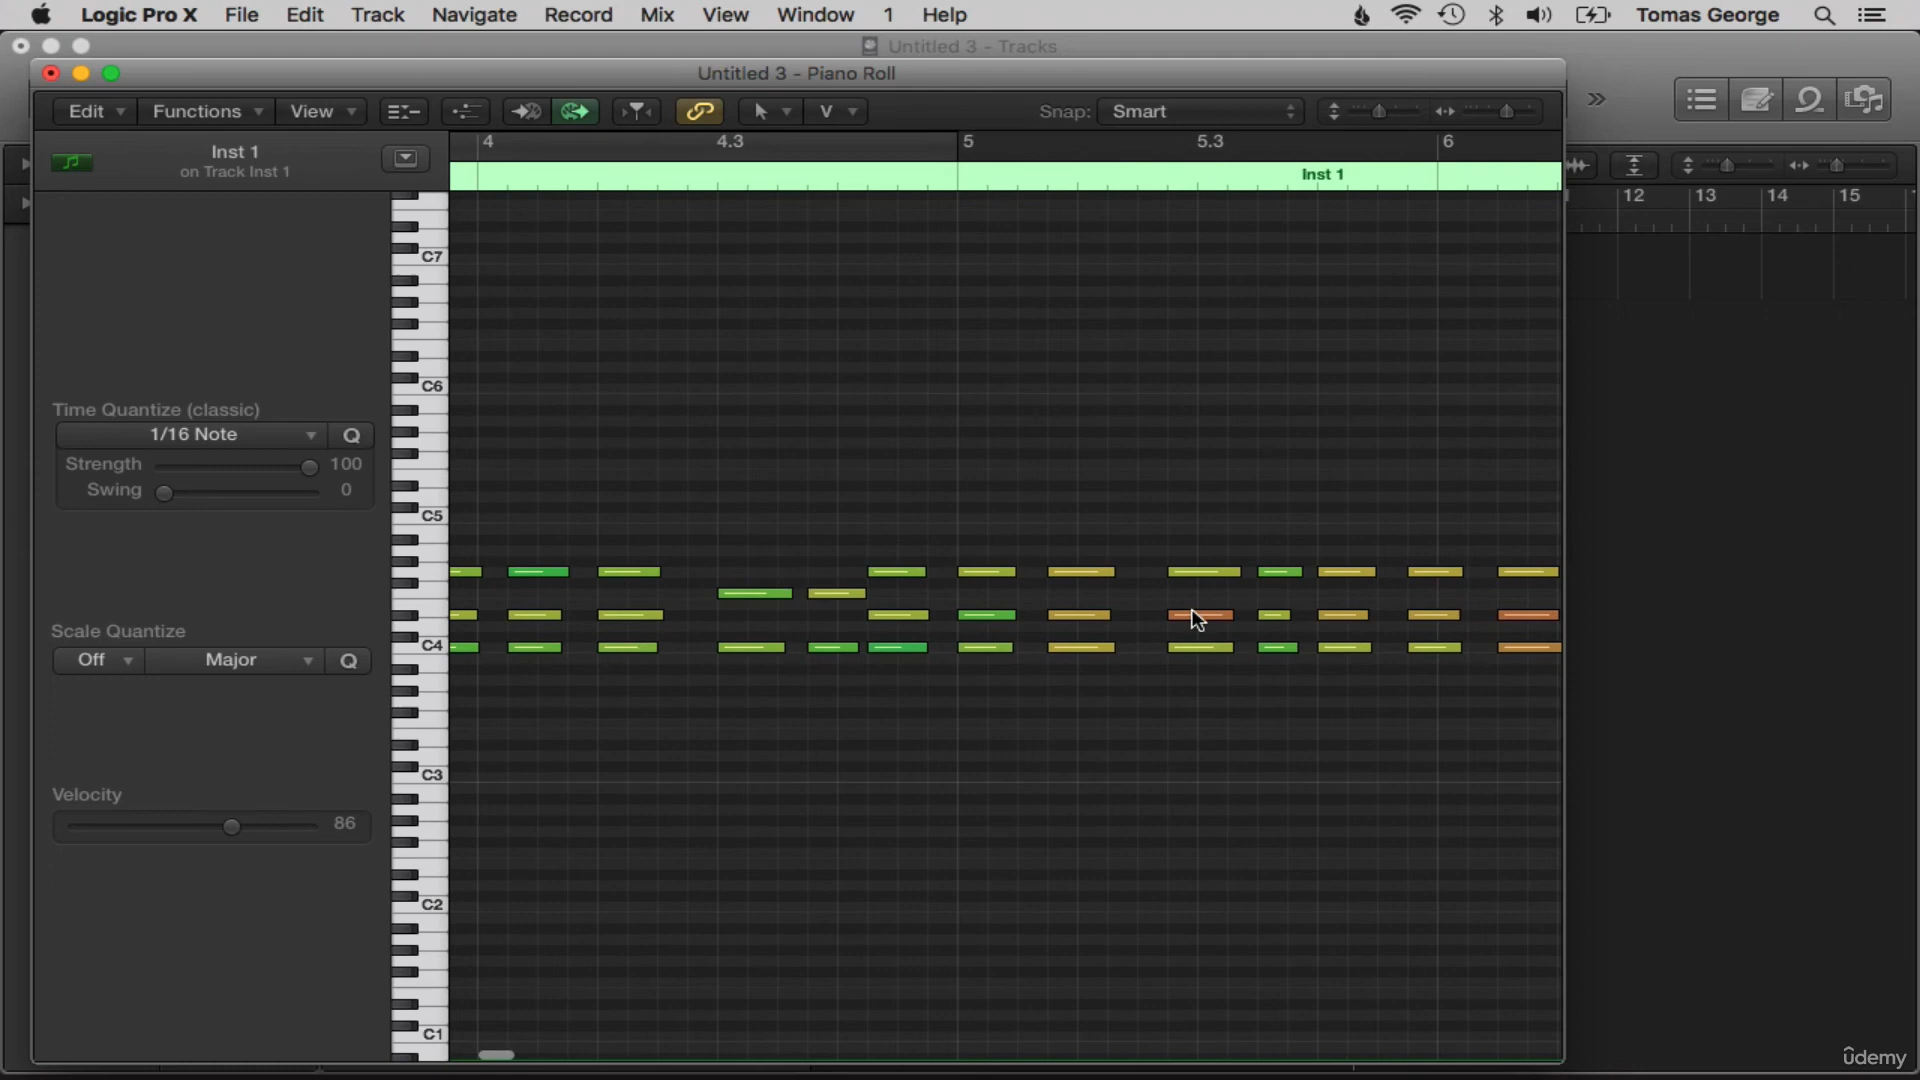 Logic Pro X File Edit Track Navigate Record Mix View Window 1 Help Tomas George
Untitled 3 - Tracks
Untitled 3 - Piano Roll
Edit Functions View V Snap: Smart
Inst 1
on Track Inst 1
4 4.3 5 5.3 6
Inst 1
12 13 14 15
C7
C6
Time Quantize (classic)
1/16 Note Q
Strength 100
Swing 0
C5
Scale Quantize
Off Major Q
C4
C3
Velocity
86
C2
C1
ûdemy